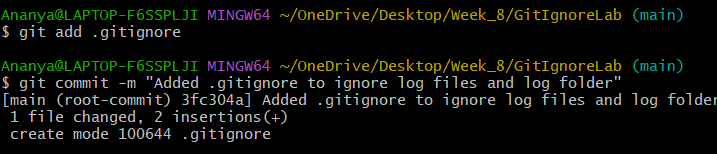 Ananya@LAPTOP-F6SSPLJI MINGW64 ~/OneDrive/Desktop/Week_8/GitIgnoreLab (main)
$ git add .gitignore
Ananya@LAPTOP-F6SSPLJI MINGW64 ~/OneDrive/Desktop/Week_8/GitIgnoreLab (main)
$ git commit -m "Added .gitignore to ignore log files and log folder"
[main (root-commit) 3fc304a] Added .gitignore to ignore log files and log folder
 1 file changed, 2 insertions(+)
 create mode 100644 .gitignore